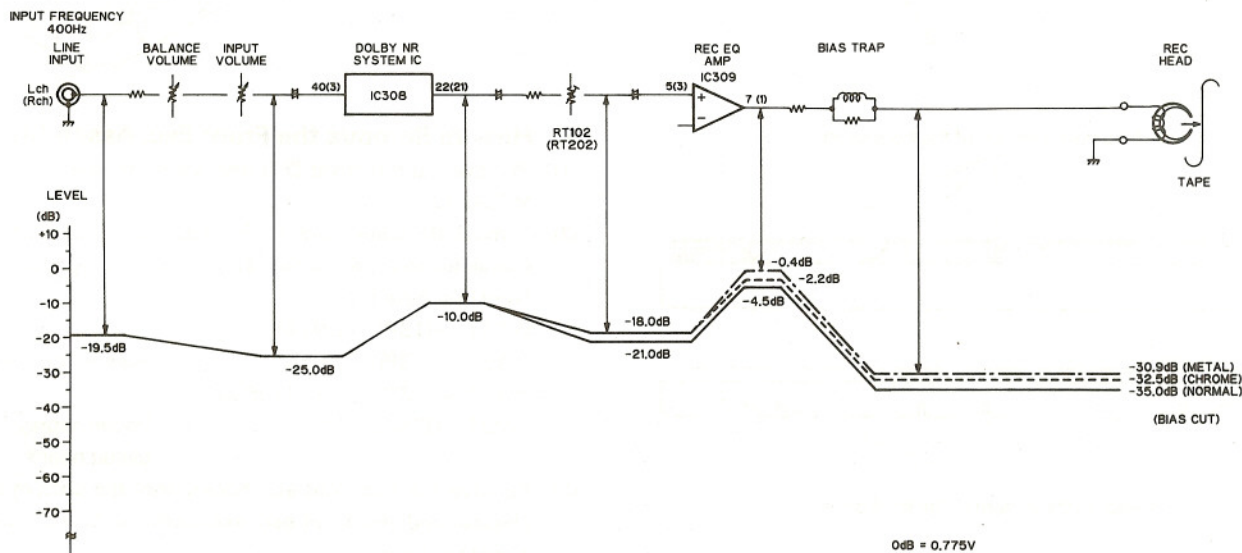 INPUT FREQUENCY
400Hz
LINE
INPUT
BALANCE
VOLUME
INPUT
VOLUME
DOLBY NR
SYSTEM IC
REC EQ
AMP
IC309
BIAS TRAP
REC
HEAD
Lch
(Rch)
40(3)
IC308
22(21)
5(3)
+
−
7 (1)
RT102
(RT202)
TAPE
LEVEL
(dB)
+10
0
-10
-20
-30
-40
-50
-60
-70
-19.5dB
-25.0dB
-10.0dB
-18.0dB
-21.0dB
-0.4dB
-2.2dB
-4.5dB
-30.9dB (METAL)
-32.5dB (CHROME)
-35.0dB (NORMAL)
(BIAS CUT)
0dB = 0.775V